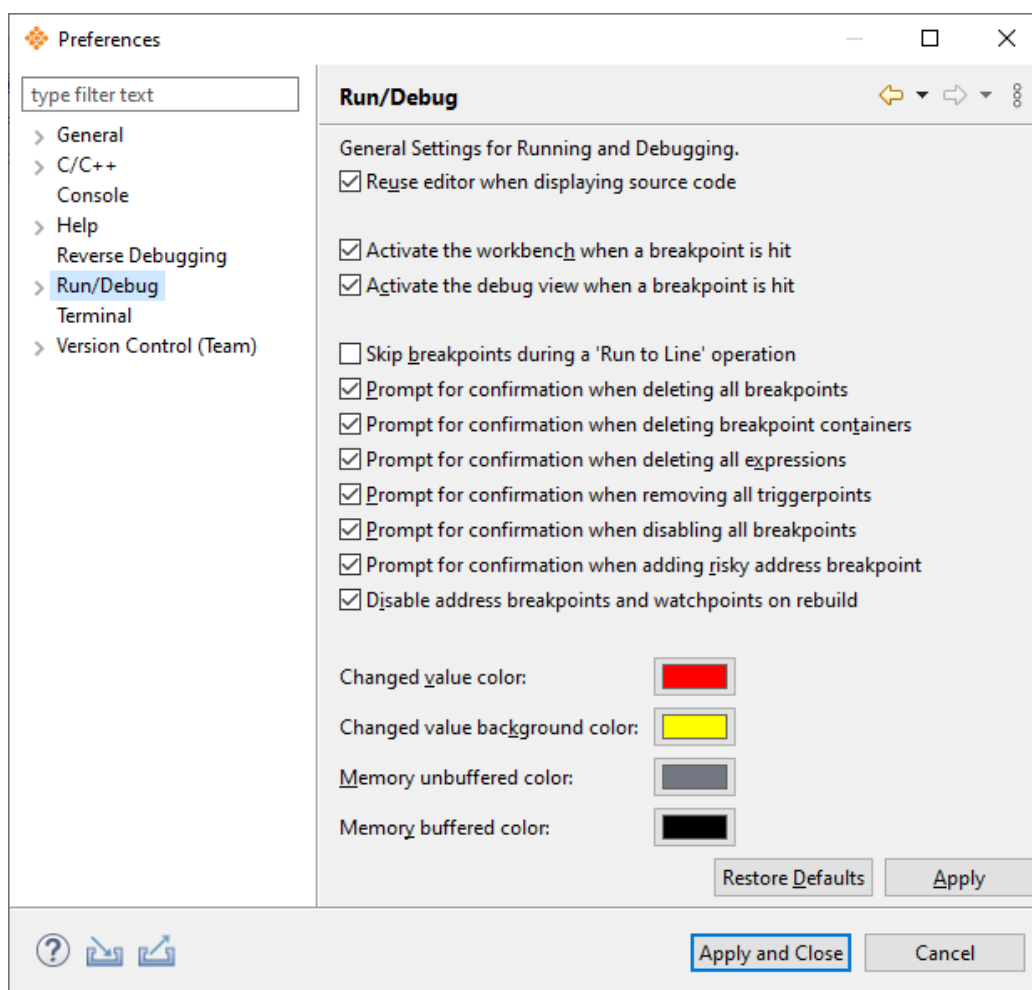 Preferences
type filter text
General
C/C++
Console
Help
Reverse Debugging
Run/Debug
Terminal
Version Control (Team)
Run/Debug
General Settings for Running and Debugging.
Reuse editor when displaying source code
Activate the workbench when a breakpoint is hit
Activate the debug view when a breakpoint is hit
Skip breakpoints during a 'Run to Line' operation
Prompt for confirmation when deleting all breakpoints
Prompt for confirmation when deleting breakpoint containers
Prompt for confirmation when deleting all expressions
Prompt for confirmation when removing all triggerpoints
Prompt for confirmation when disabling all breakpoints
Prompt for confirmation when adding risky address breakpoint
Disable address breakpoints and watchpoints on rebuild
Changed value color:
Changed value background color:
Memory unbuffered color:
Memory buffered color:
Restore Defaults Apply
? Apply and Close Cancel